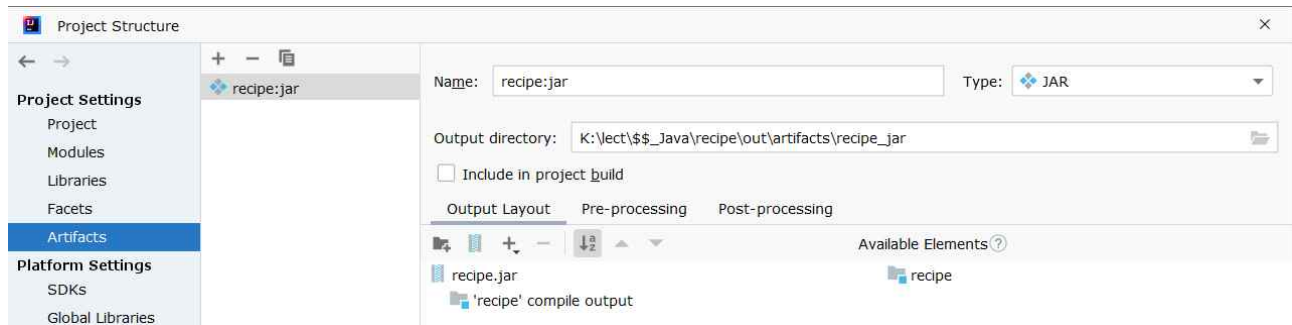 Project Structure
Project Settings
Project
Modules
Libraries
Facets
Artifacts
Platform Settings
SDKs
Global Libraries
recipe:jar
Name: recipe:jar
Type: JAR
Output directory: K:\lect\$$_Java\recipe\out\artifacts\recipe_jar
Include in project build
Output Layout Pre-processing Post-processing
Available Elements ?
recipe.jar
'recipe' compile output
recipe